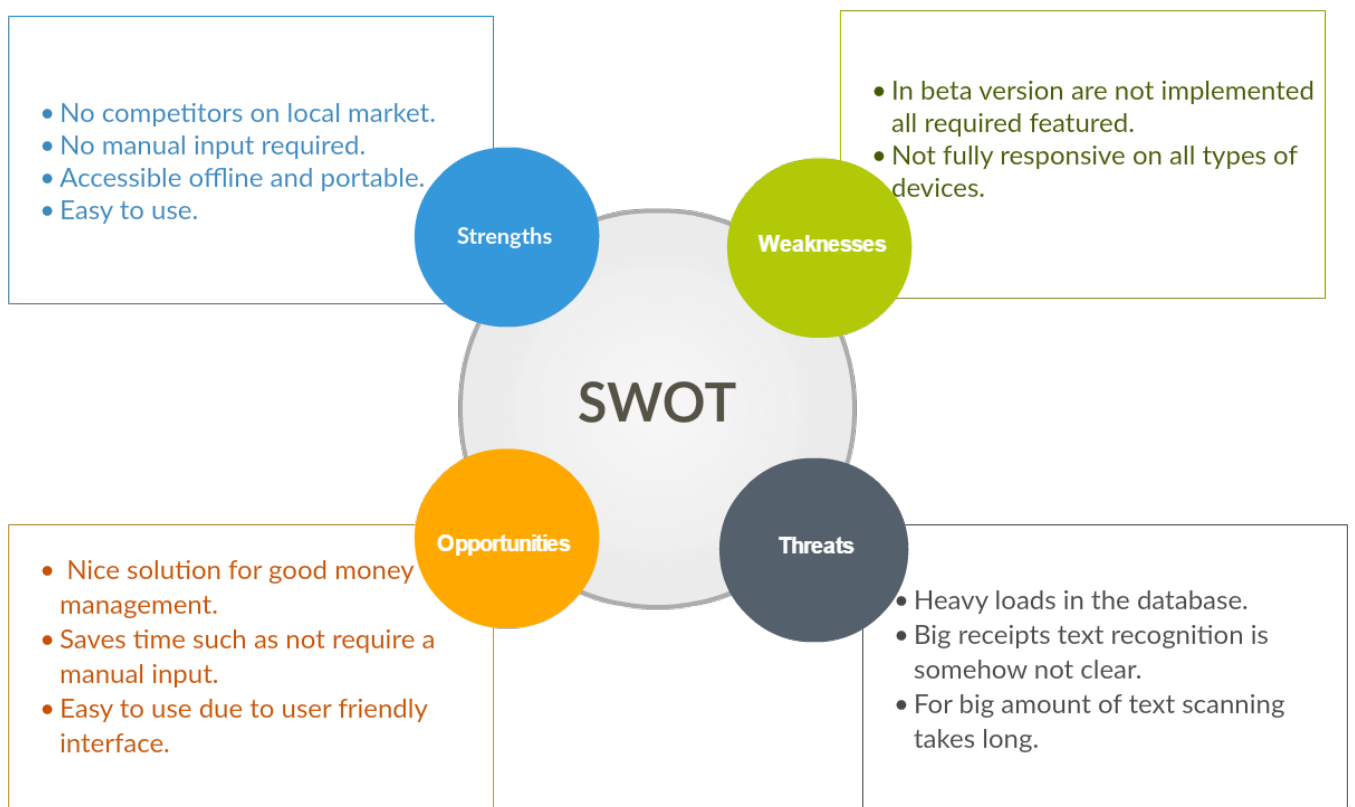 • No competitors on local market.
• No manual input required.
• Accessible offline and portable.
• Easy to use.
Strengths
• In beta version are not implemented
all required featured.
• Not fully responsive on all types of
devices.
Weaknesses
SWOT
Opportunities
• Nice solution for good money
management.
• Saves time such as not require a
manual input.
• Easy to use due to user friendly
interface.
Threats
• Heavy loads in the database.
• Big receipts text recognition is
somehow not clear.
• For big amount of text scanning
takes long.